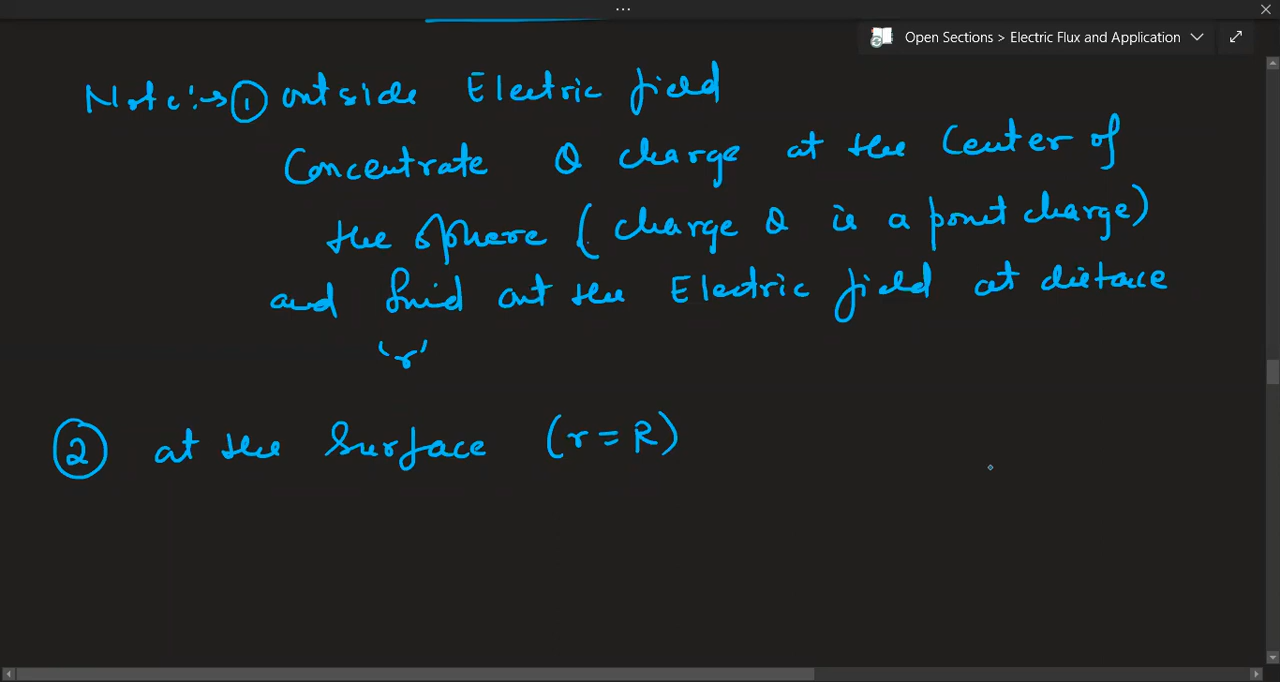 ...
Open Sections > Electric Flux and Application
Note:→ ① outside Electric field
Concentrate Q charge at the Center of
the sphere ( charge Q is a point charge)
and find out the Electric field at distace
'r'
② at the Surface (r = R)